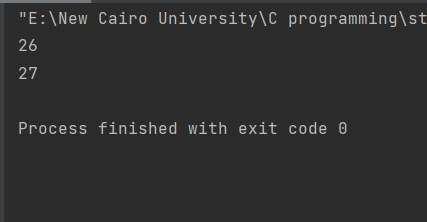 "E:\New Cairo University\C programming\st
26
27
Process finished with exit code 0